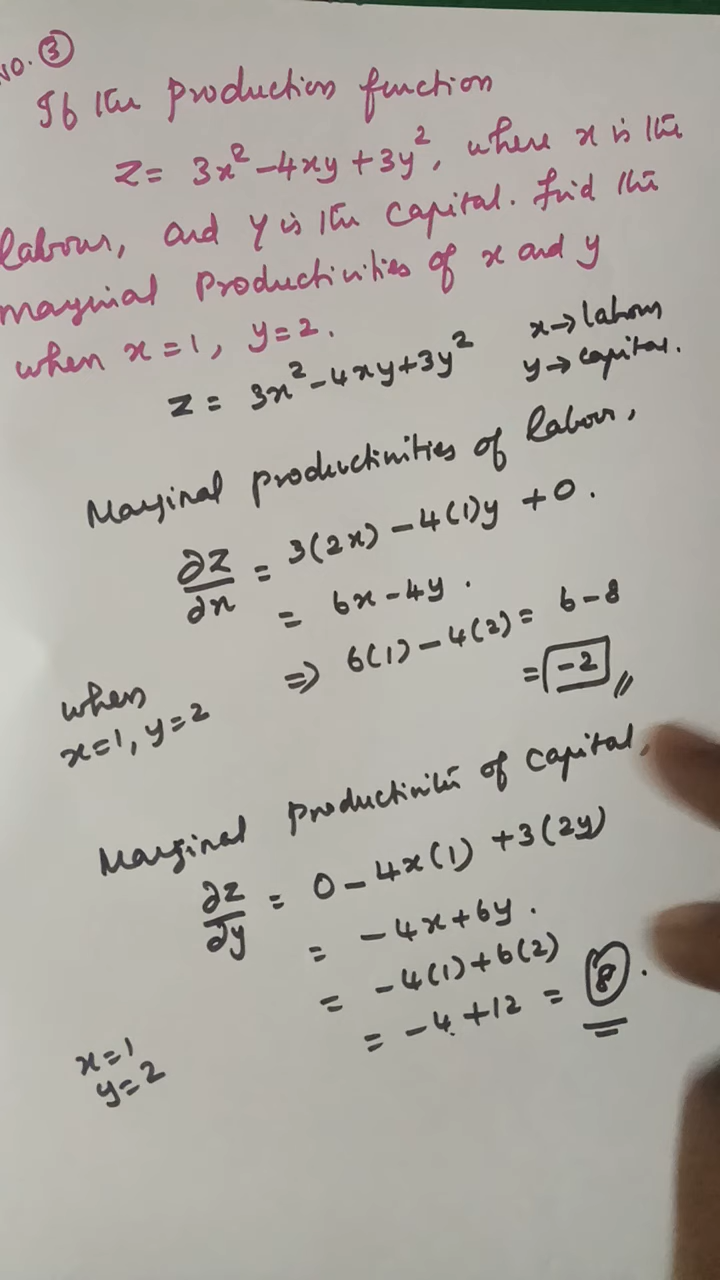 NO. ③
If the production function
Z = 3x² - 4xy + 3y², where x is the
labour, and y is the capital. find the
marginal productivities of x and y
when x = 1, y = 2.
Z = 3x² - 4xy + 3y²
x → labour
y → capital.
Marginal productivities of labour,
∂z/∂x = 3(2x) - 4(1)y + 0.
= 6x - 4y.
when
x=1, y=2
⇒ 6(1) - 4(2) = 6 - 8
= -2 //
Marginal productivities of capital,
∂z/∂y = 0 - 4x(1) + 3(2y)
= -4x + 6y.
= -4(1) + 6(2)
= -4 + 12 = 8.
x=1
y=2